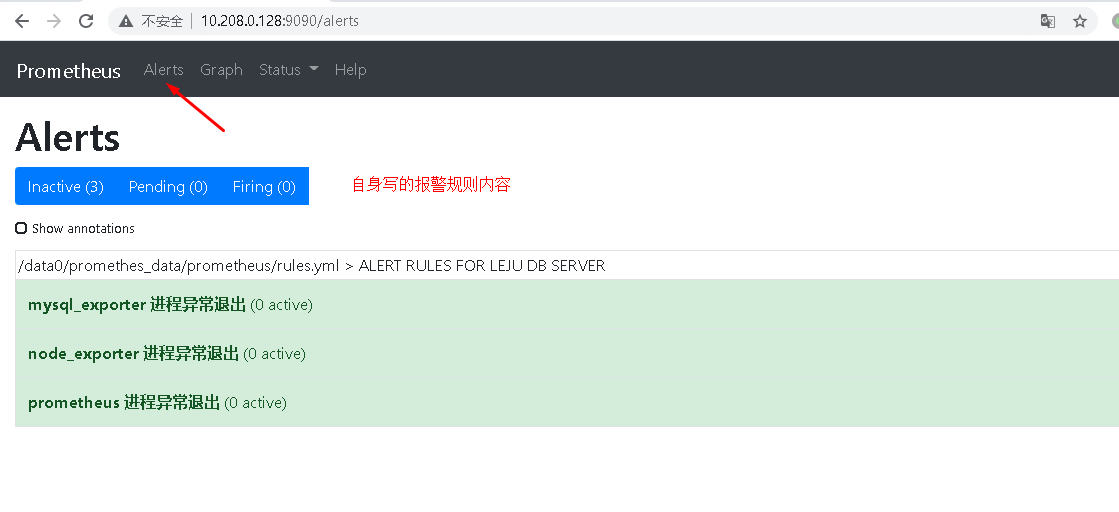 不安全 | 10.208.0.128:9090/alerts
Prometheus Alerts Graph Status Help
Alerts
Inactive (3) Pending (0) Firing (0) 自身写的报警规则内容
Show annotations
/data0/promethes_data/prometheus/rules.yml > ALERT RULES FOR LEJU DB SERVER
mysql_exporter 进程异常退出 (0 active)
node_exporter 进程异常退出 (0 active)
prometheus 进程异常退出 (0 active)